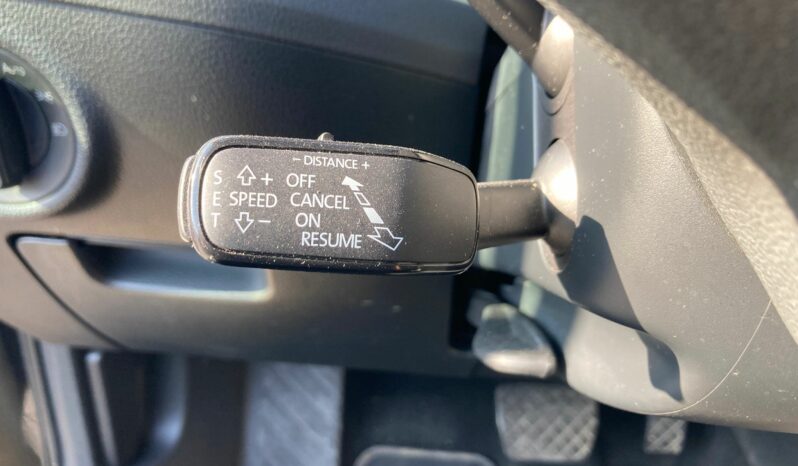 − DISTANCE +
S + OFF
E SPEED CANCEL
T − ON
RESUME